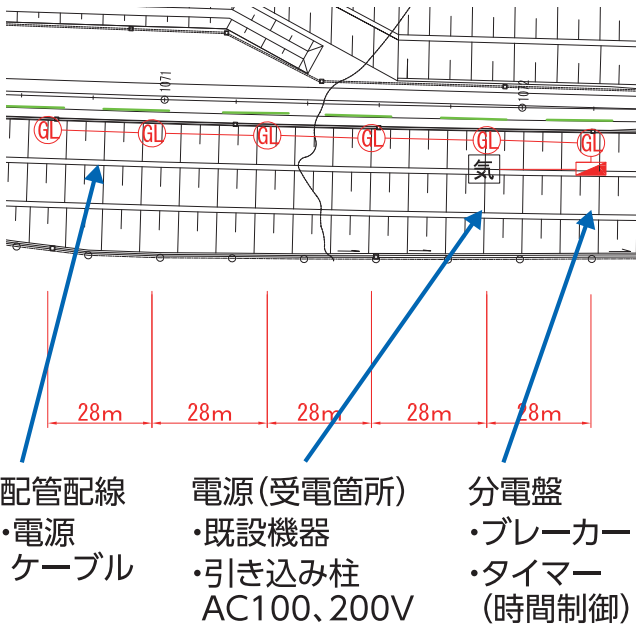 1071
1072
GL GL GL GL GL GL
気
28m 28m 28m 28m 28m
配管配線
・電源
ケーブル
電源(受電箇所)
・既設機器
・引き込み柱
AC100、200V
分電盤
・ブレーカー
・タイマー
(時間制御)